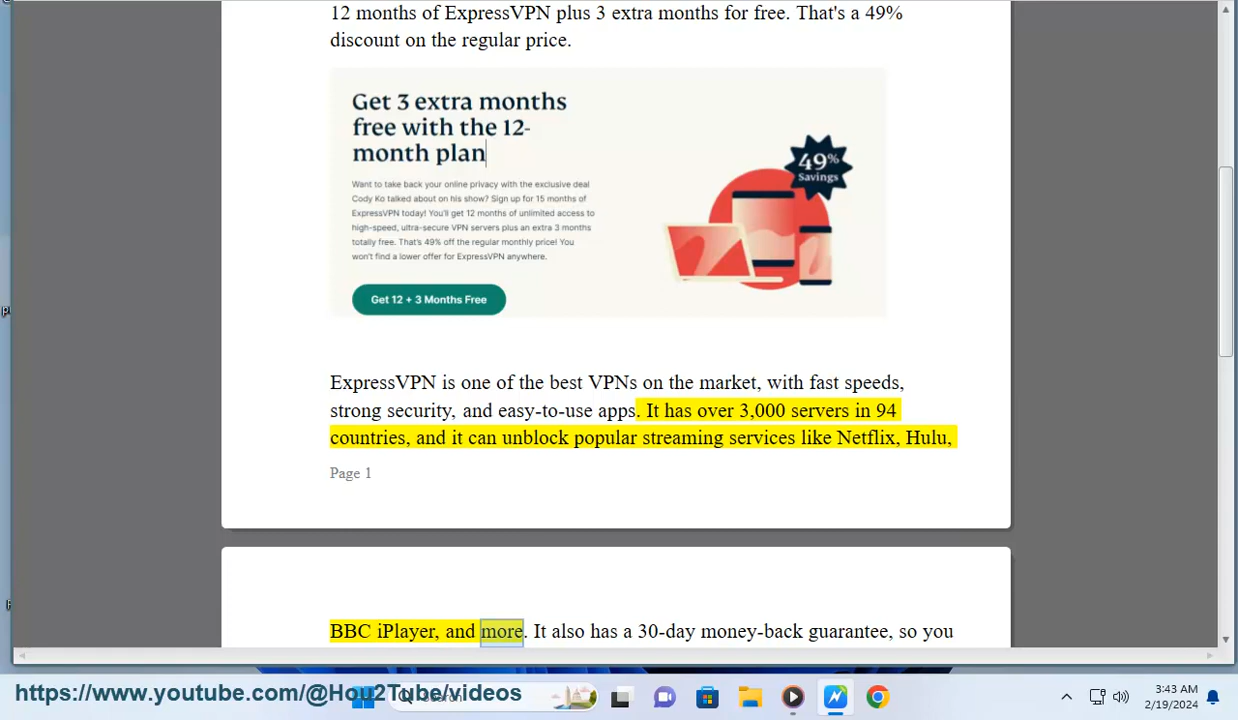 12 months of ExpressVPN plus 3 extra months for free. That's a 49%
discount on the regular price.
Get 3 extra months
free with the 12-
month plan
49%
Savings
Want to take back your online privacy with the exclusive deal
Cody Ko talked about on his show? Sign up for 15 months of
ExpressVPN today! You'll get 12 months of unlimited access to
high-speed, ultra-secure VPN servers plus an extra 3 months
totally free. That's 49% off the regular monthly price! You
won't find a lower offer for ExpressVPN anywhere.
Get 12 + 3 Months Free
ExpressVPN is one of the best VPNs on the market, with fast speeds,
strong security, and easy-to-use apps. It has over 3,000 servers in 94
countries, and it can unblock popular streaming services like Netflix, Hulu,
Page 1
BBC iPlayer, and more. It also has a 30-day money-back guarantee, so you
https://www.youtube.com/@Hou2Tube/videos
3:43 AM
2/19/2024